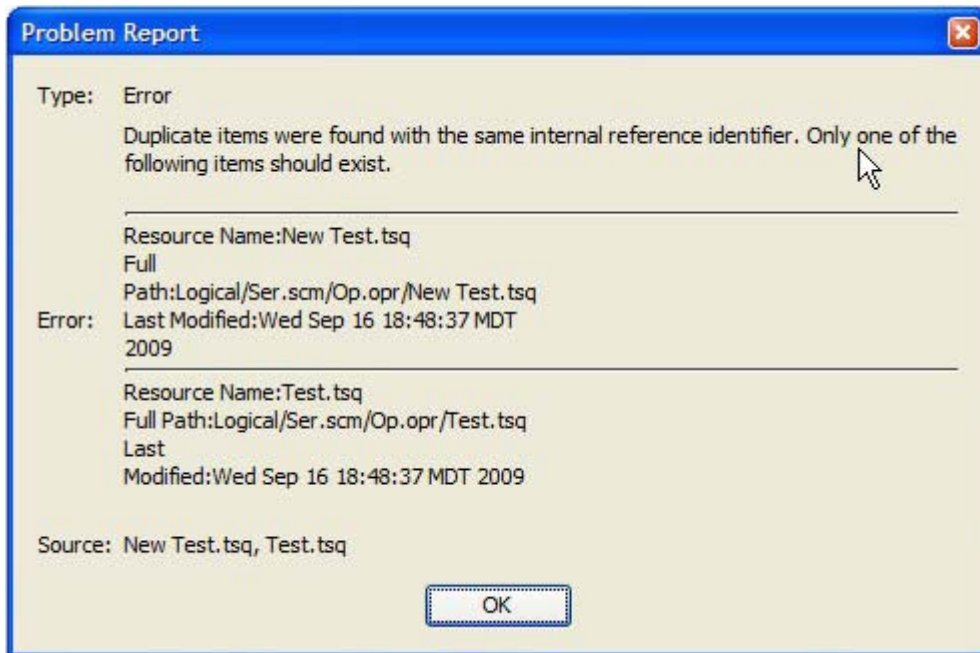 Problem Report
Type: Error
Duplicate items were found with the same internal reference identifier. Only one of the
following items should exist.
Resource Name:New Test.tsq
Full
Path:Logical/Ser.scm/Op.opr/New Test.tsq
Error: Last Modified:Wed Sep 16 18:48:37 MDT
2009
Resource Name:Test.tsq
Full Path:Logical/Ser.scm/Op.opr/Test.tsq
Last
Modified:Wed Sep 16 18:48:37 MDT 2009
Source: New Test.tsq, Test.tsq
OK